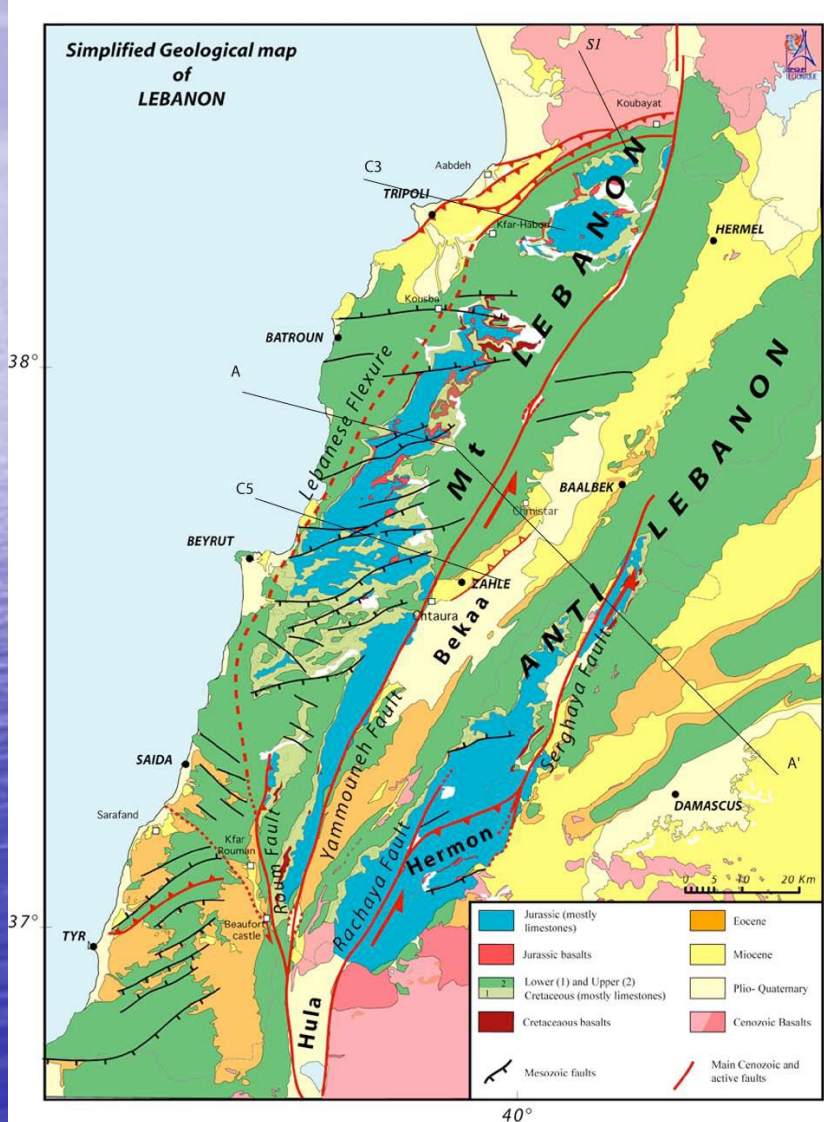 Simplified Geological map
of
LEBANON
S1
Koubayat
Aabdeh
C3
TRIPOLI
Kfar-Habou
HERMEL
Kousba
BATROUN
38°
A
Lebanese Flexure
Mt LEBANON
C5
BAALBEK
Chmistar
BEYRUT
ZAHLE
Chtaura
Bekaa
ANTI LEBANON
Yammouneh Fault
Serghaya Fault
SAIDA
A'
DAMASCUS
Sarafand
Kfar
Rouman
Roum Fault
Rachaya Fault
Hermon
0 5 10 20 Km
37°
TYR
Beaufort
castle
Hula
Jurassic (mostly
limestones)
Jurassic basalts
2
1
Lower (1) and Upper (2)
Cretaceous (mostly limestones)
Cretaceaous basalts
Mesozoic faults
Eocene
Miocene
Plio- Quaternary
Cenozoic Basalts
Main Cenozoic and
active faults
40°